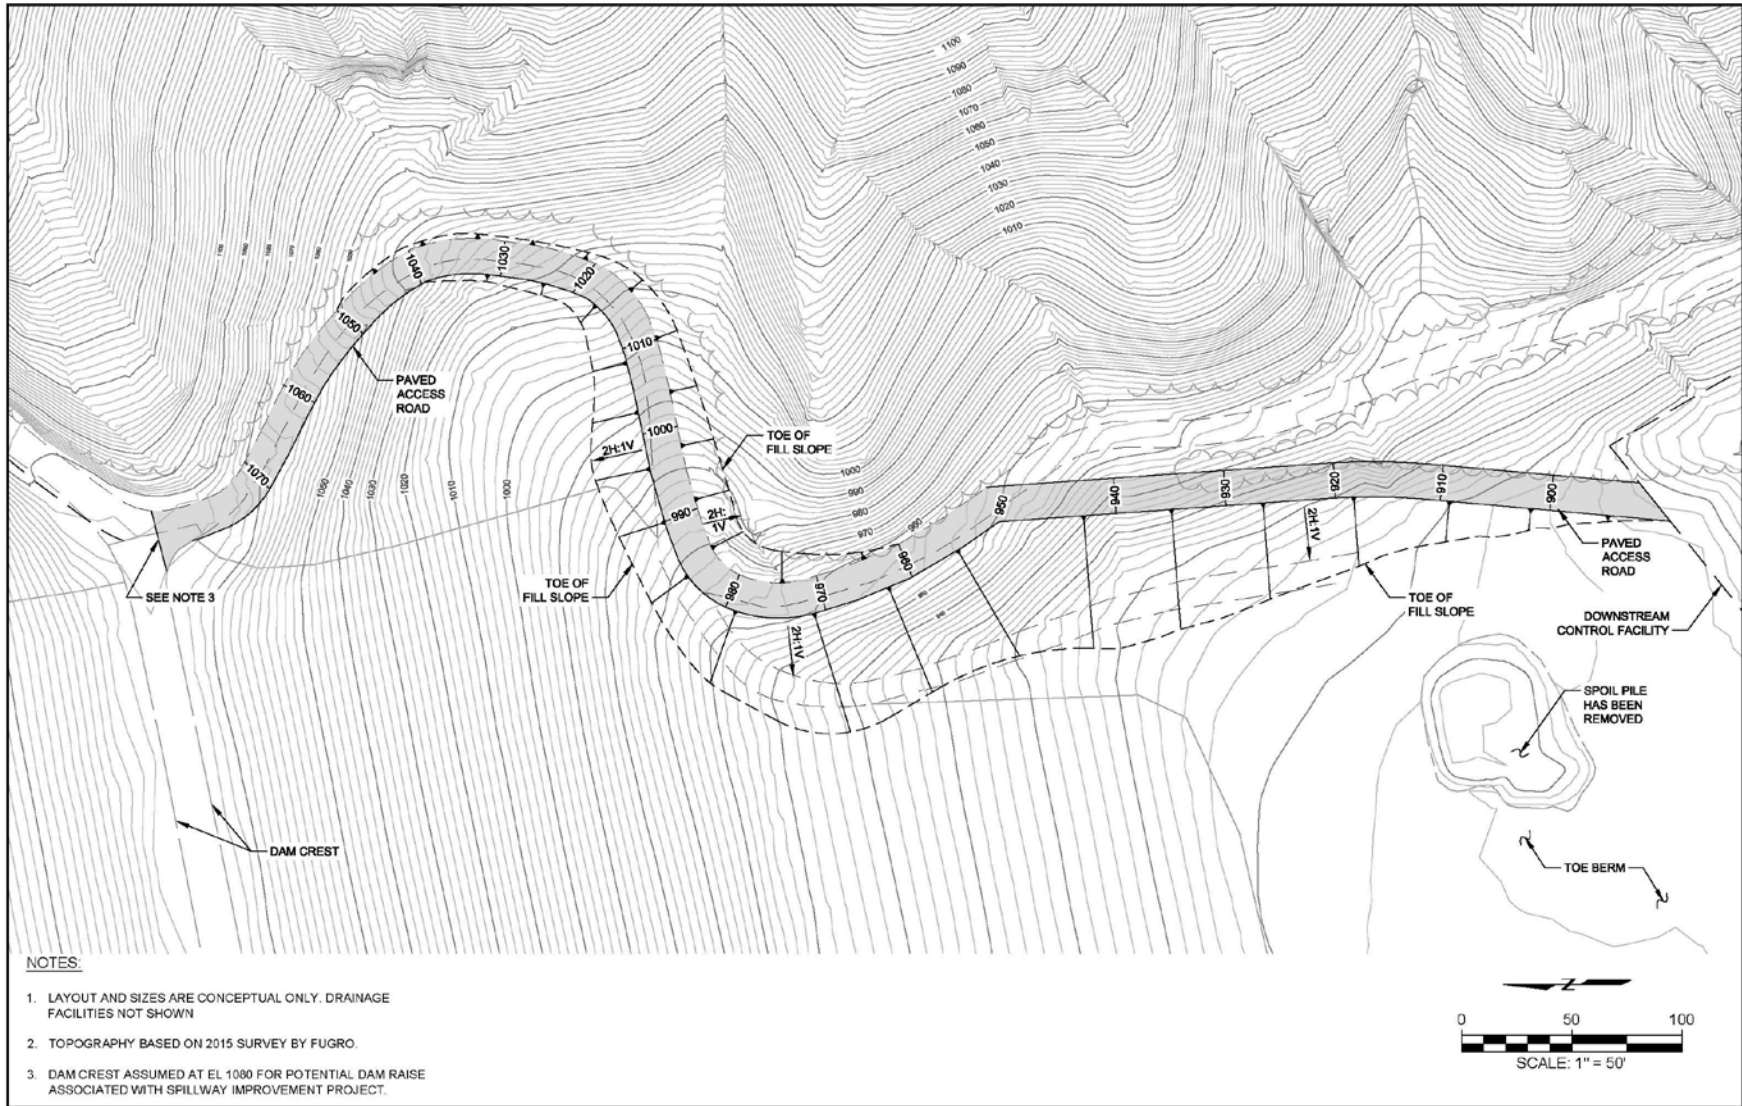 1100
1090
1080
1070
1060
1050
1040
1030
1020
1010
1040
1030
1020
1050
1010
1060
PAVED
ACCESS
ROAD
1000
2H:1V
TOE OF
FILL SLOPE
1070
1050
1040
1030
1020
1010
1000
1000
990
980
970
960
990
2H:
1V
950
940
930
920
910
900
2H:1V
PAVED
ACCESS
ROAD
960
SEE NOTE 3
TOE OF
FILL SLOPE
980
970
2H:1V
TOE OF
FILL SLOPE
DOWNSTREAM
CONTROL FACILITY
SPOIL PILE
HAS BEEN
REMOVED
DAM CREST
TOE BERM
NOTES:
1. LAYOUT AND SIZES ARE CONCEPTUAL ONLY. DRAINAGE
FACILITIES NOT SHOWN
2. TOPOGRAPHY BASED ON 2015 SURVEY BY FUGRO.
3. DAM CREST ASSUMED AT EL 1080 FOR POTENTIAL DAM RAISE
ASSOCIATED WITH SPILLWAY IMPROVEMENT PROJECT.
Z
0 50 100
SCALE: 1" = 50'